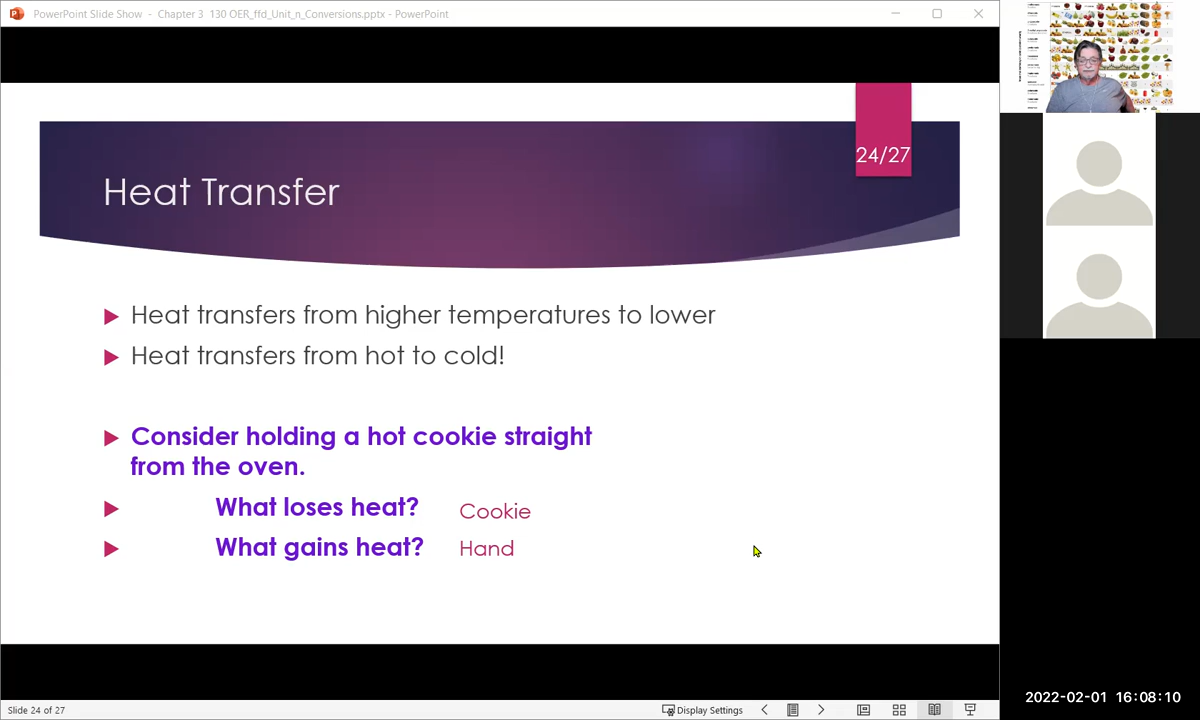 PowerPoint Slide Show - Chapter 3 130 OER_ffd_Unit_n_Conversions.pptx - PowerPoint
24/27
Heat Transfer
Heat transfers from higher temperatures to lower
Heat transfers from hot to cold!
Consider holding a hot cookie straight
from the oven.
What loses heat? Cookie
What gains heat? Hand
Slide 24 of 27
Display Settings
2022-02-01 16:08:10